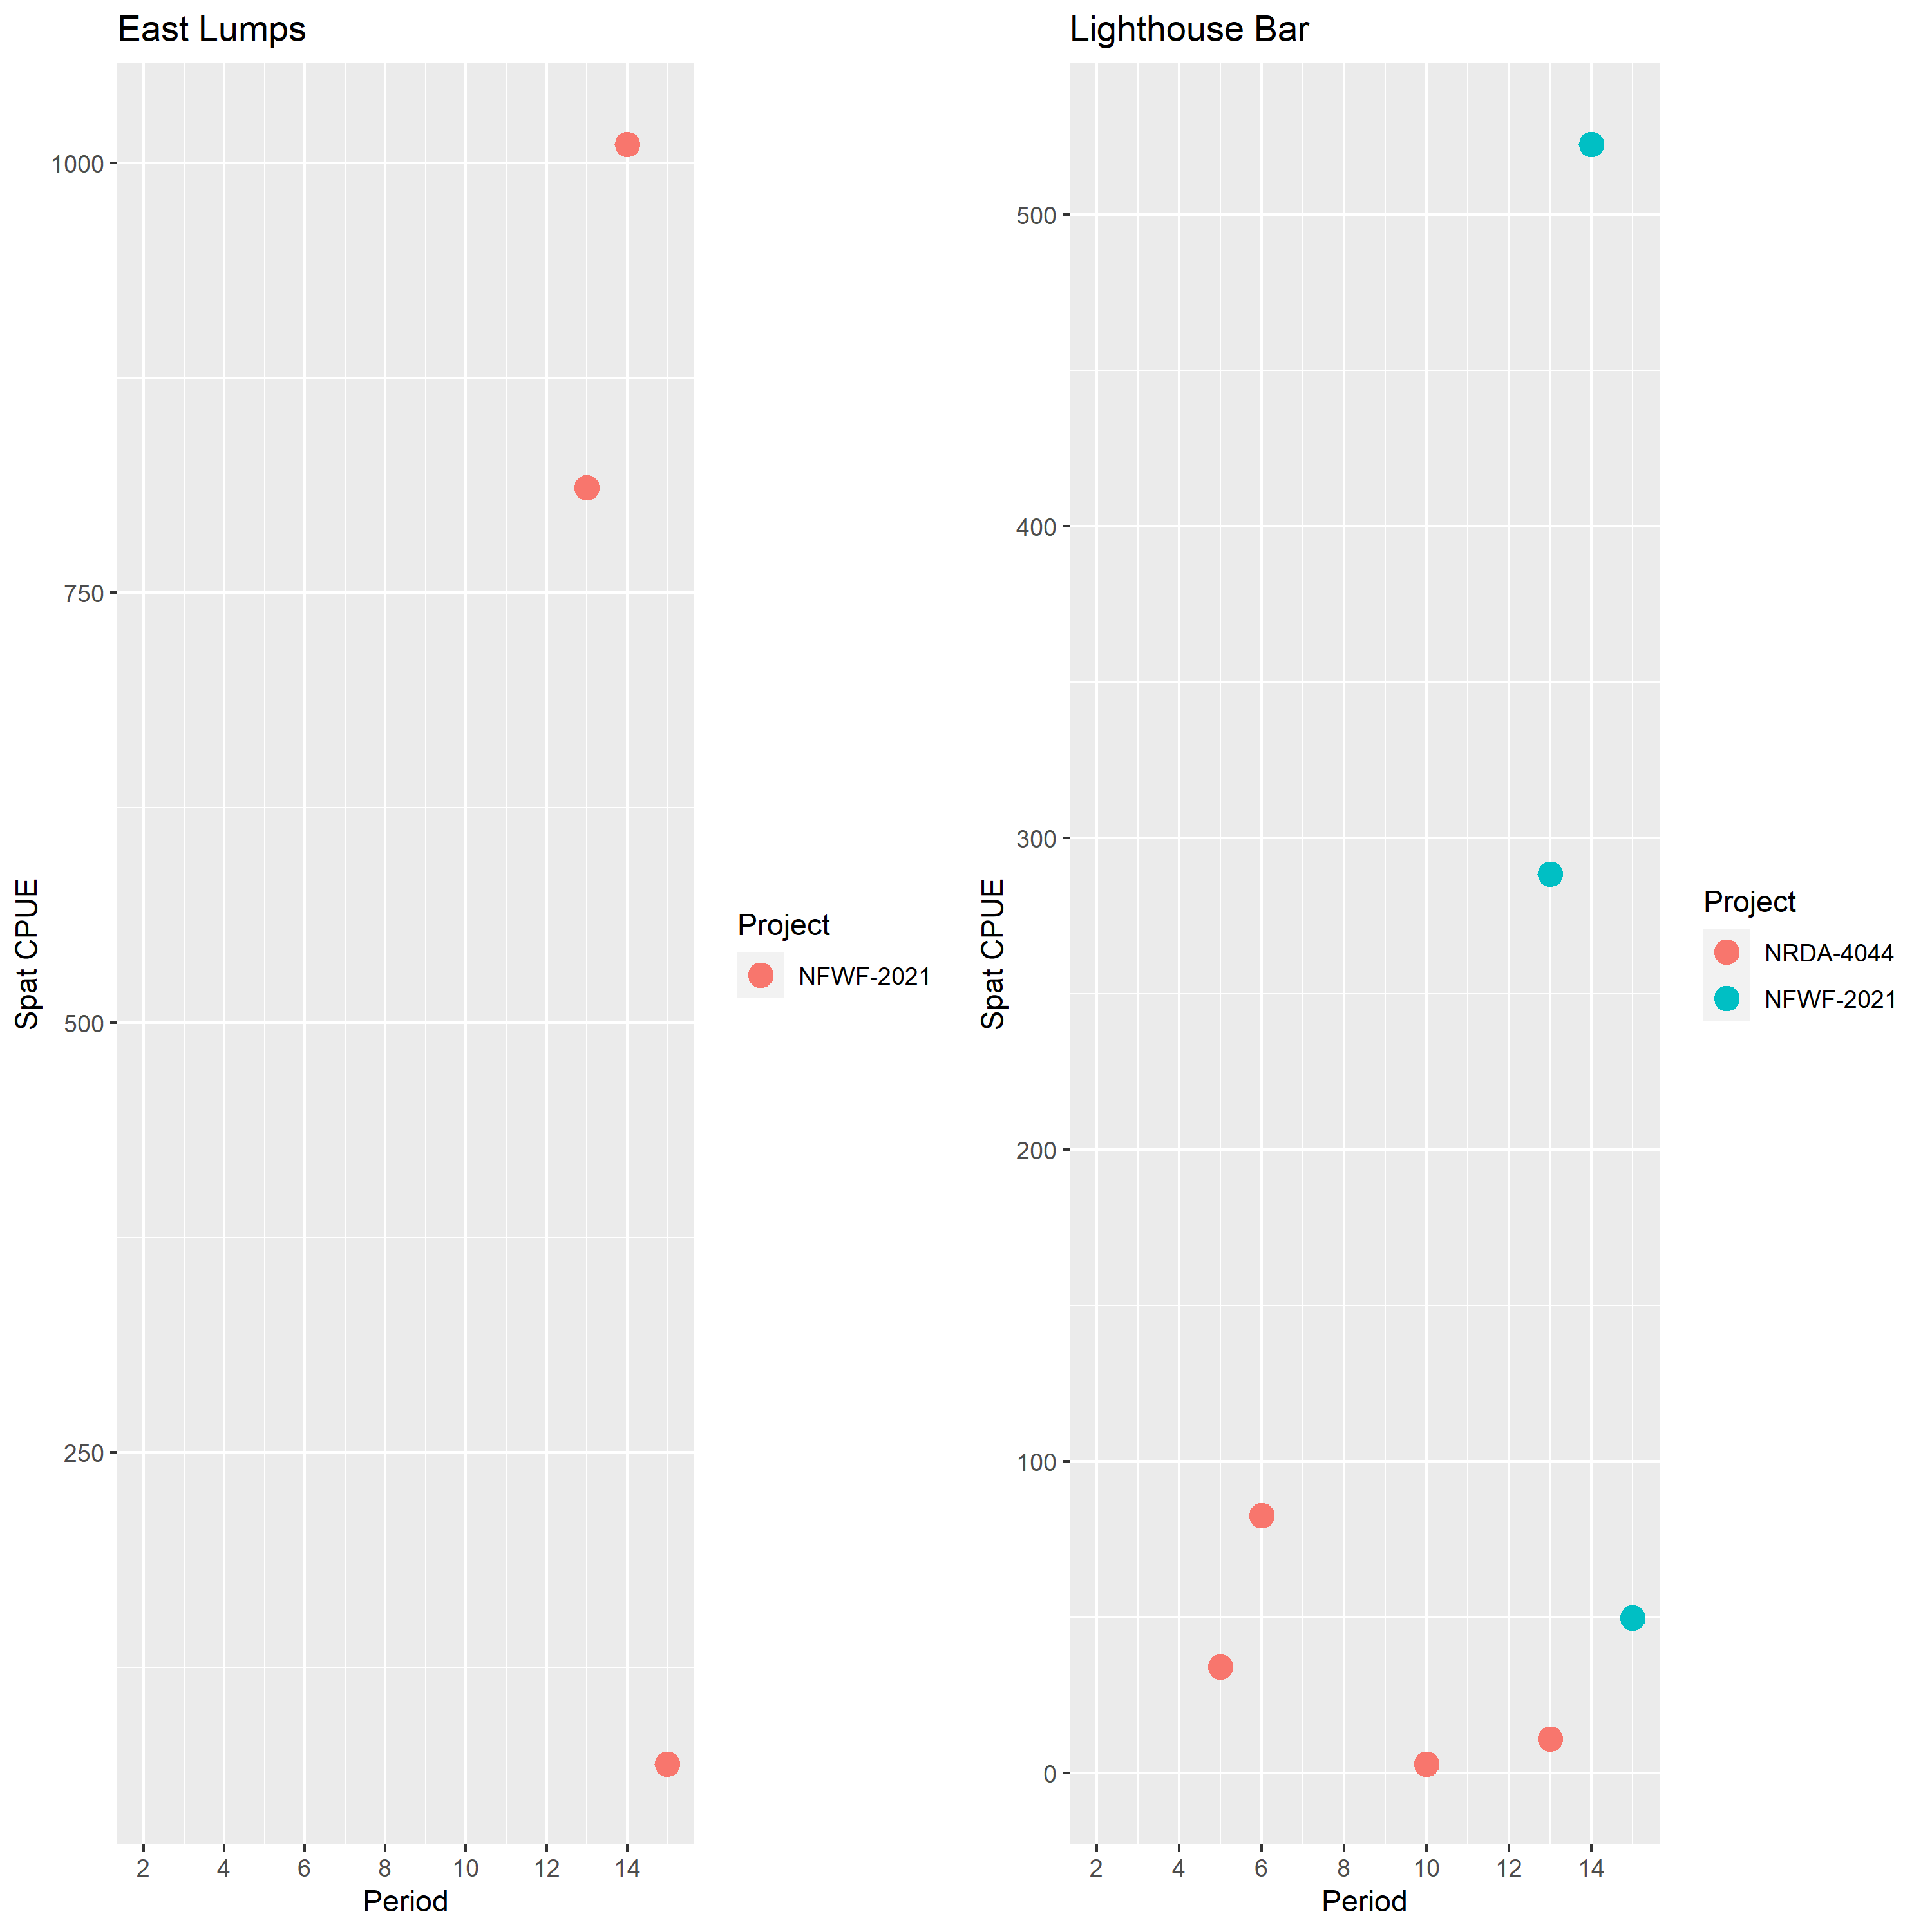 East Lumps
1000
750
500
250
Spat CPUE
2 4 6 8 10 12 14
Period
Project
NFWF-2021
Lighthouse Bar
500
400
300
200
100
0
Spat CPUE
2 4 6 8 10 12 14
Period
Project
NRDA-4044
NFWF-2021